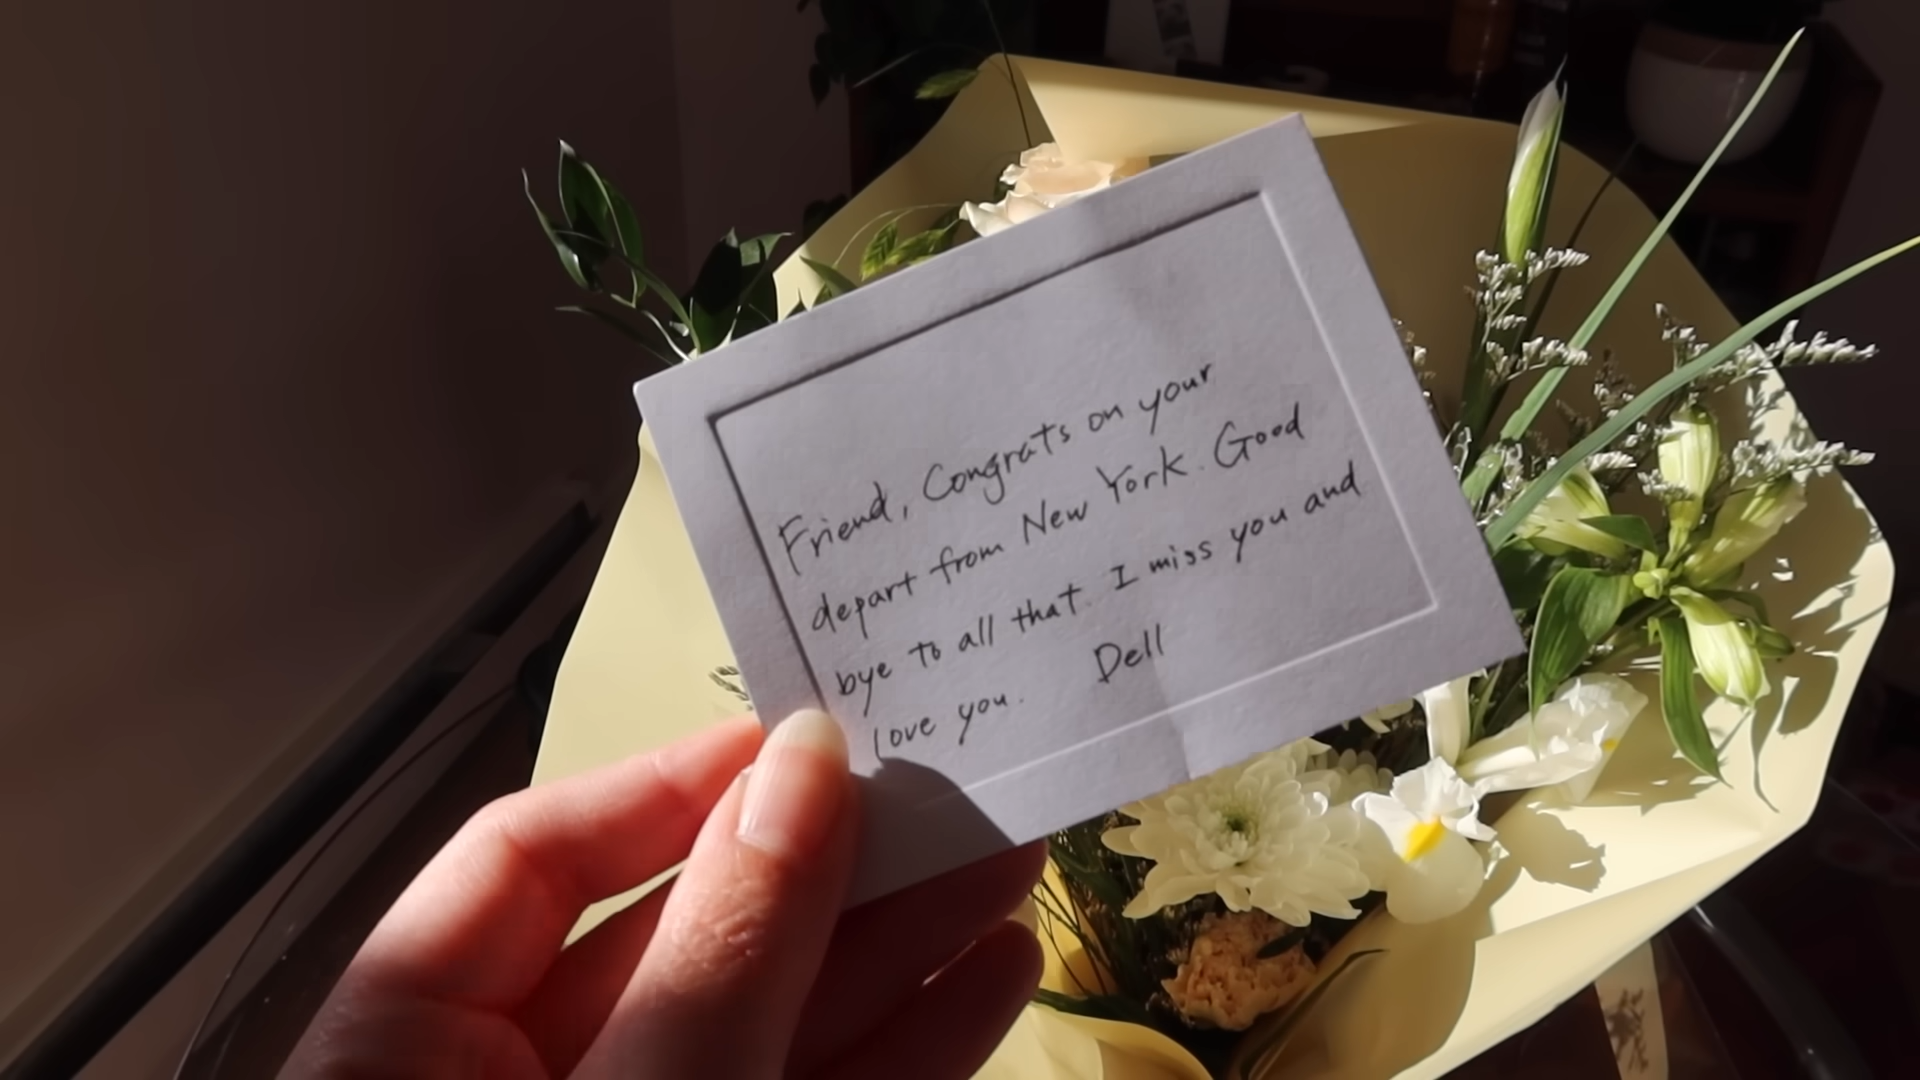 Friend, Congrats on your
depart from New York. Good
bye to all that. I miss you and
love you. Dell